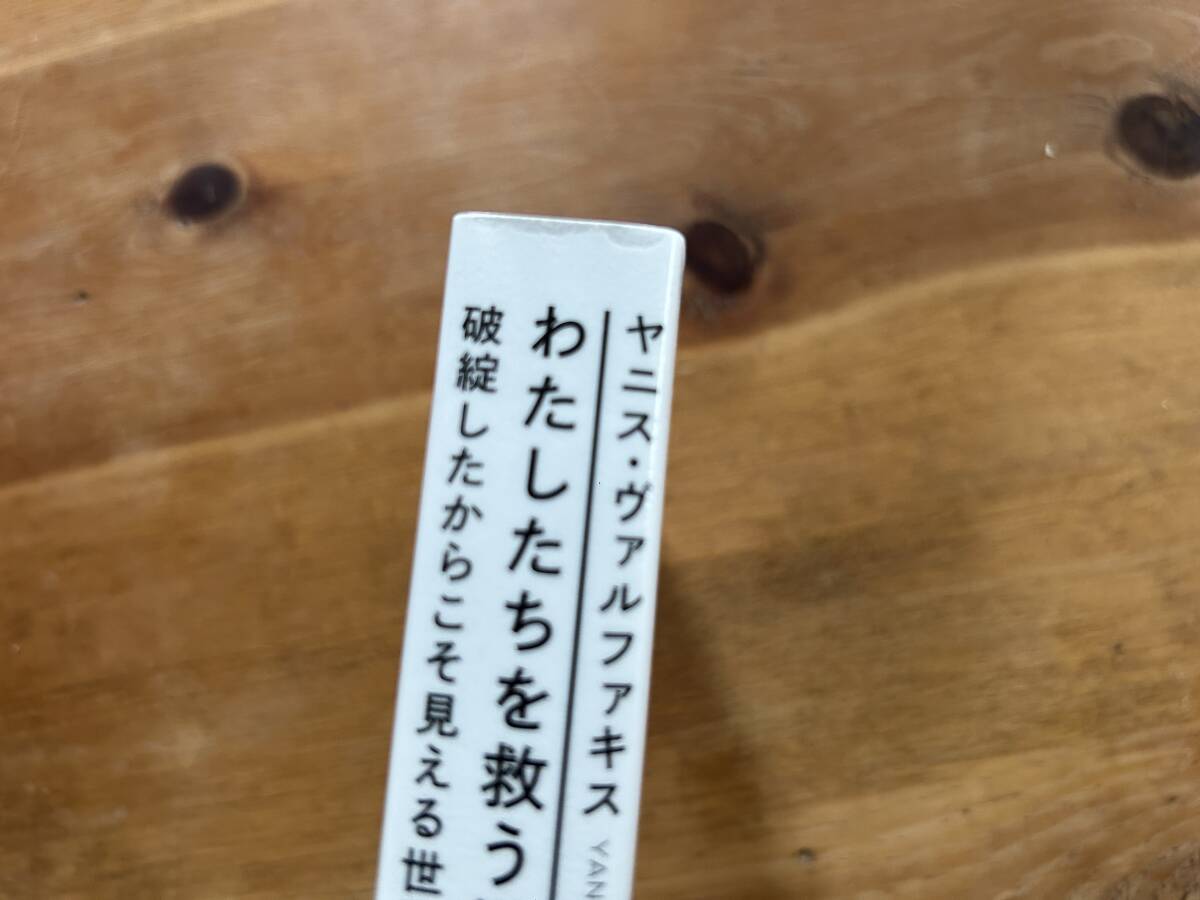 ヤニス・ヴァルファキス YAN
わたしたちを救う
破綻したからこそ見える世